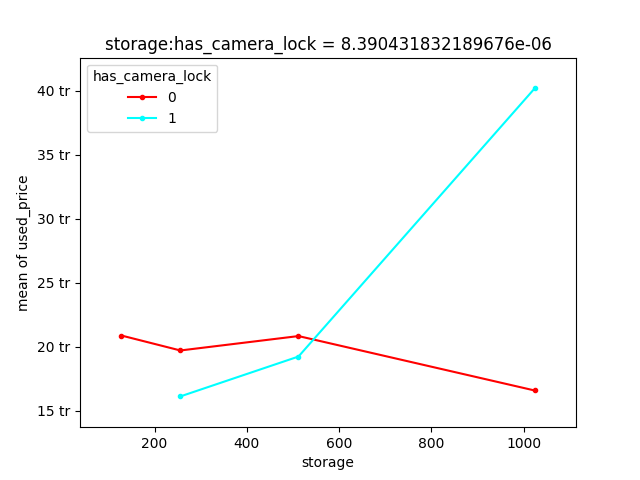 storage:has_camera_lock = 8.390431832189676e-06
has_camera_lock
0
1
40 tr
35 tr
30 tr
25 tr
20 tr
15 tr
mean of used_price
200
400
600
800
1000
storage